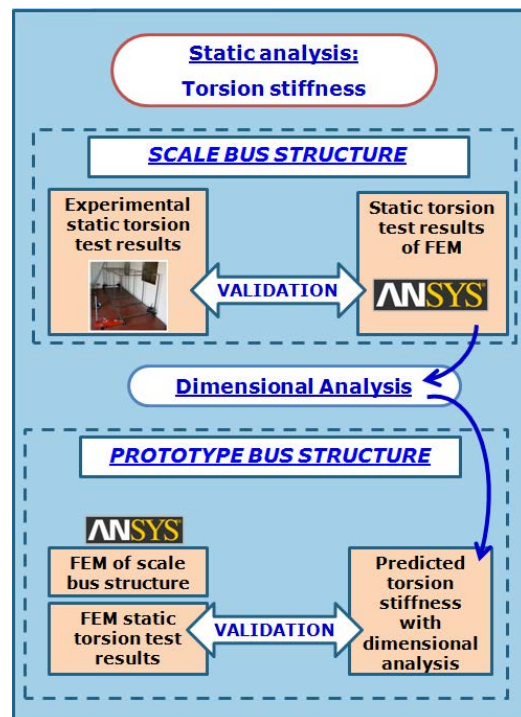 Static analysis:
Torsion stiffness
SCALE BUS STRUCTURE
Experimental
static torsion
test results
Static torsion
test results
of FEM
VALIDATION
ANSYS®
Dimensional Analysis
PROTOTYPE BUS STRUCTURE
ANSYS®
FEM of scale
bus structure
FEM static
torsion test
results
VALIDATION
Predicted
torsion
stiffness
with
dimensional
analysis